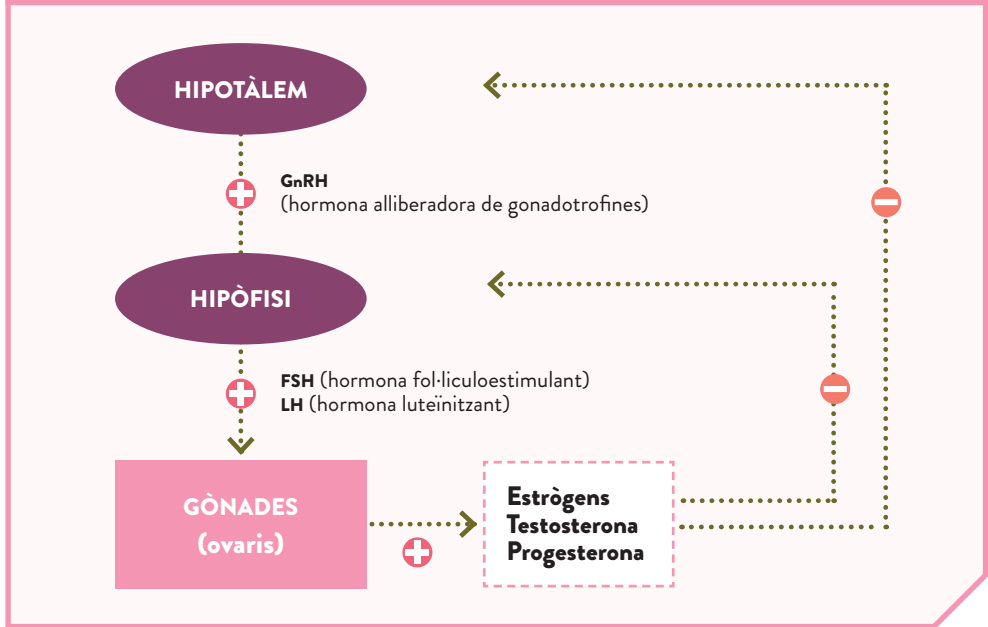 HIPOTÀLEM
GnRH
(hormona alliberadora de gonadotrofines)
HIPÒFISI
FSH (hormona fol·liculoestimulant)
LH (hormona luteïnitzant)
GÒNADES
(ovaris)
Estrògens
Testosterona
Progesterona